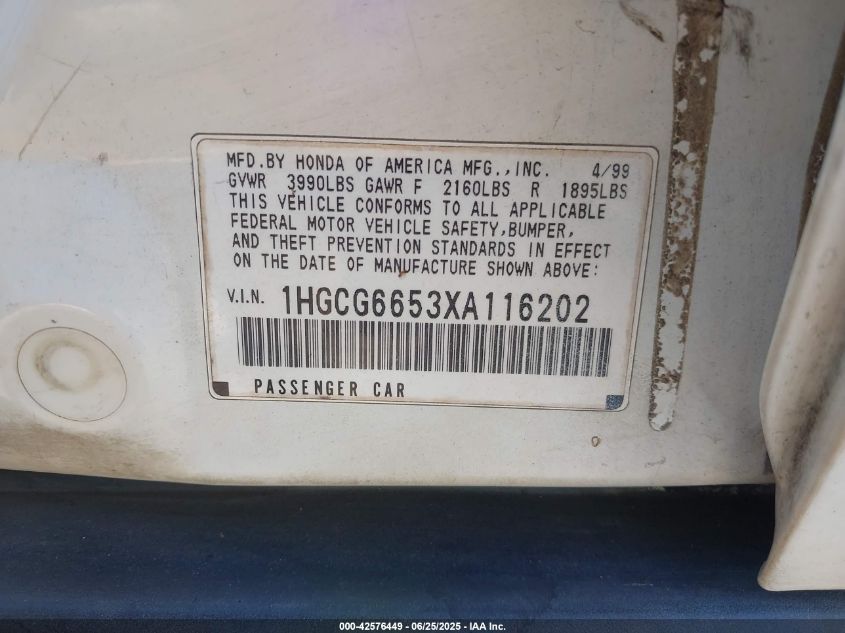 MFD.BY HONDA OF AMERICA MFG.,INC. 4/99
GVWR 3990LBS GAWR F 2160LBS R 1895LBS
THIS VEHICLE CONFORMS TO ALL APPLICABLE
FEDERAL MOTOR VEHICLE SAFETY,BUMPER,
AND THEFT PREVENTION STANDARDS IN EFFECT
ON THE DATE OF MANUFACTURE SHOWN ABOVE:
V.I.N. 1HGCG6653XA116202
PASSENGER CAR
000-42576449 - 06/25/2025 - IAA Inc.